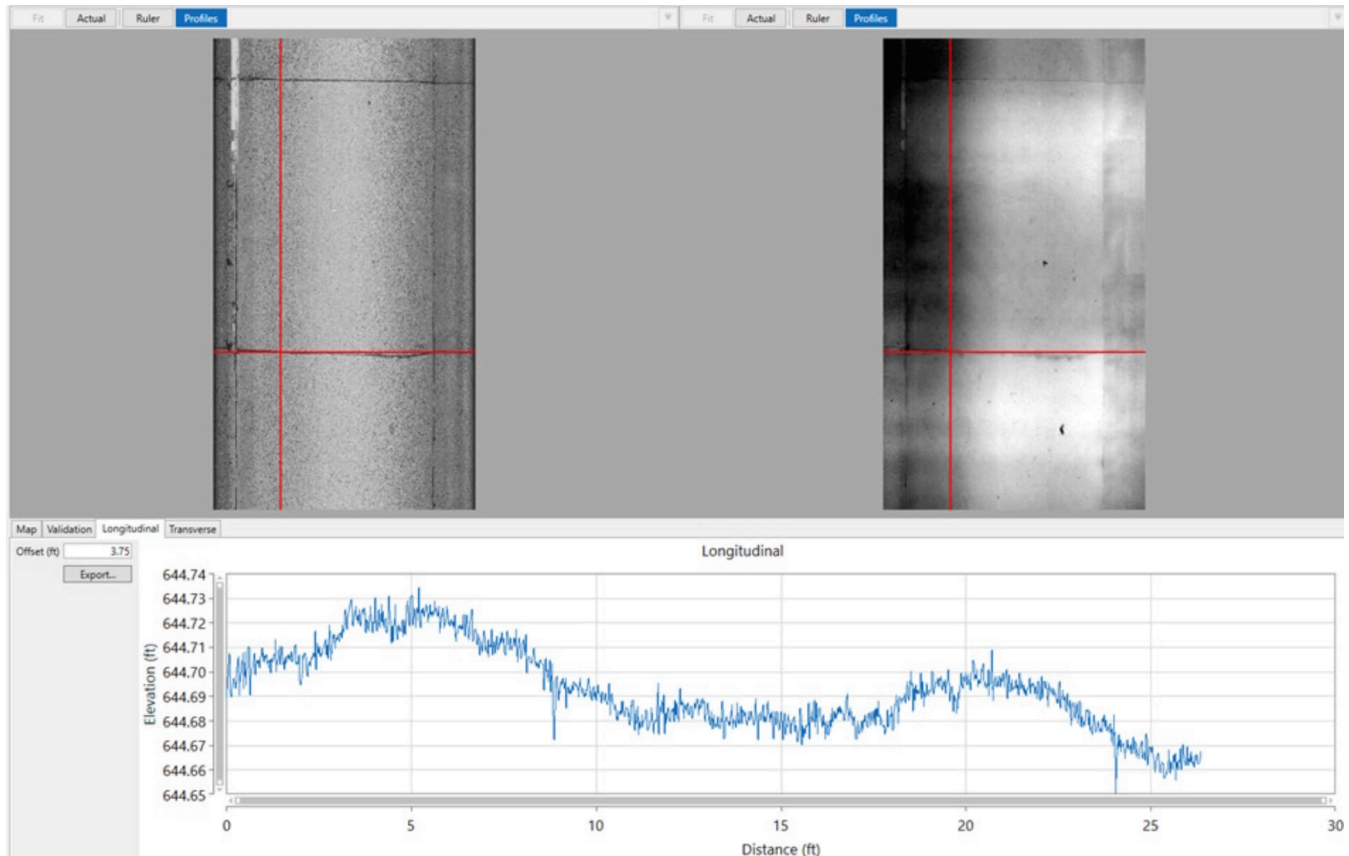 Fit Actual Ruler Profiles
Fit Actual Ruler Profiles
Map Validation Longitudinal Transverse
Offset (ft) 3.75
Export...
Longitudinal
644.74
644.73
644.72
644.71
644.70
644.69
644.68
644.67
644.66
644.65
Elevation (ft)
0 5 10 15 20 25 30
Distance (ft)